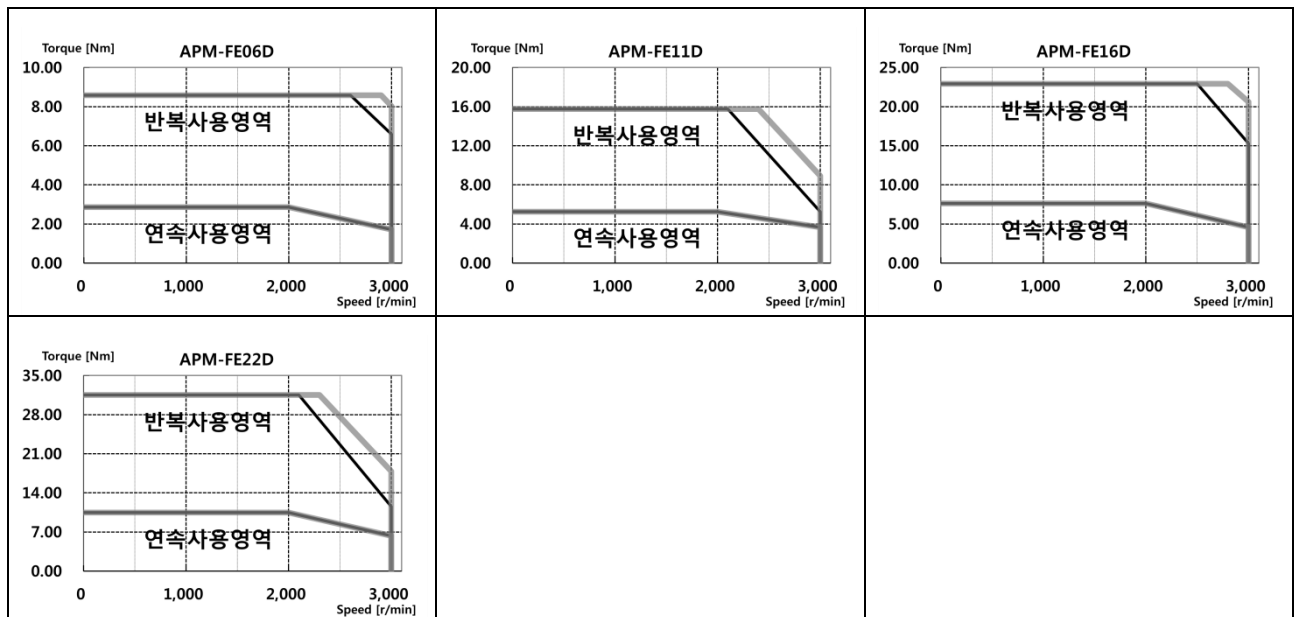 Torque [Nm] APM-FE06D
10.00
8.00
6.00
4.00
2.00
0.00
반복사용영역
연속사용영역
0 1,000 2,000 3,000
Speed [r/min]
Torque [Nm] APM-FE11D
20.00
16.00
12.00
8.00
4.00
0.00
반복사용영역
연속사용영역
0 1,000 2,000 3,000
Speed [r/min]
Torque [Nm] APM-FE16D
25.00
20.00
15.00
10.00
5.00
0.00
반복사용영역
연속사용영역
0 1,000 2,000 3,000
Speed [r/min]
Torque [Nm] APM-FE22D
35.00
28.00
21.00
14.00
7.00
0.00
반복사용영역
연속사용영역
0 1,000 2,000 3,000
Speed [r/min]